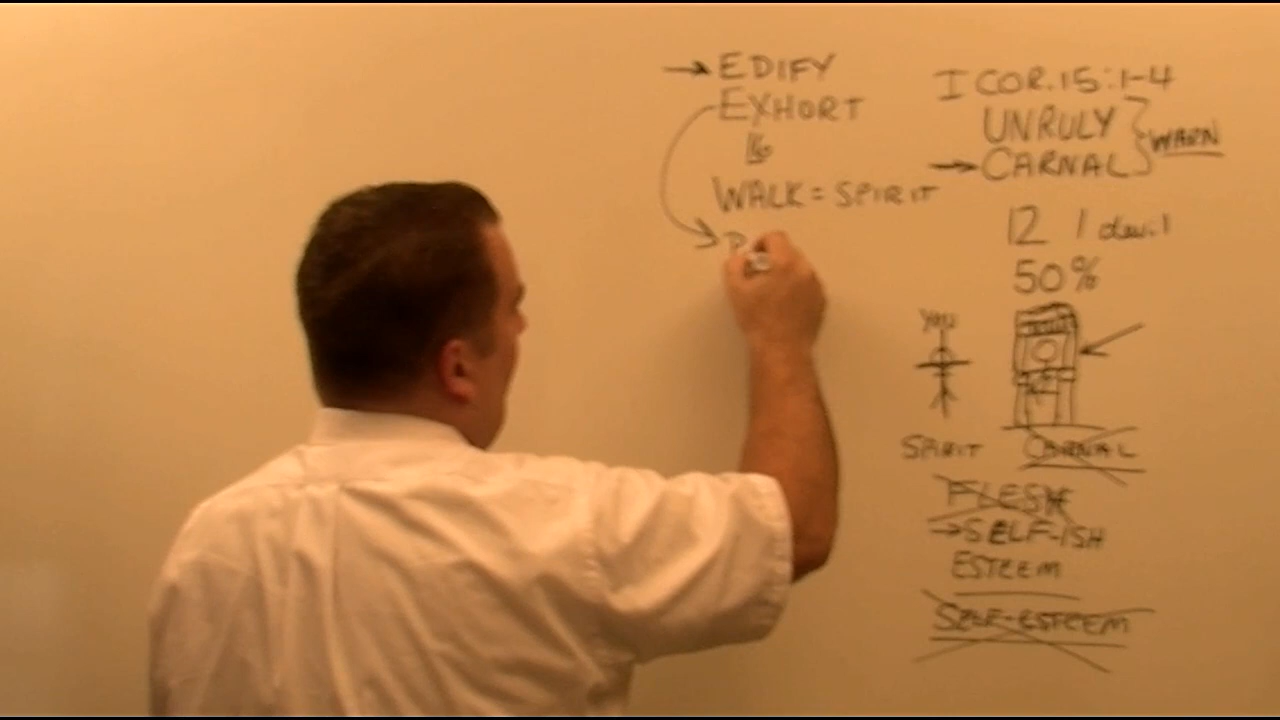 EDIFY
EXHORT
WALK = SPIRIT
I COR. 15:1-4
UNRULY
CARNAL
WARN
12 1 devil
50%
YOU
SPIRIT CARNAL
FLESH
SELF-ISH
ESTEEM
SELF-ESTEEM